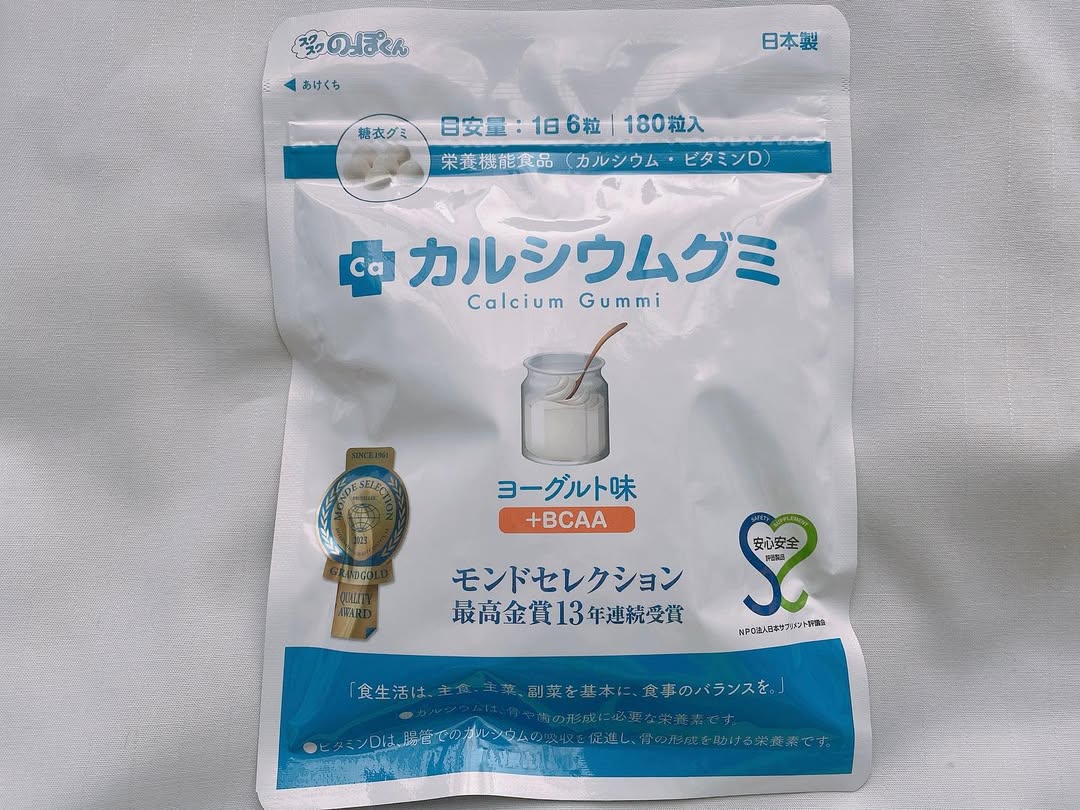 スクスク のっぽくん
日本製
あけくち
糖衣グミ
目安量：1日6粒｜180粒入
栄養機能食品（カルシウム・ビタミンD）
Ca カルシウムグミ
Calcium Gummi
ヨーグルト味
+BCAA
SINCE 1961
MONDE SELECTION
BRUXELLES
2023
GRAND GOLD
QUALITY
AWARD
モンドセレクション
最高金賞13年連続受賞
SAFETY SUPPLEMENT
安心安全
評価製品
NPO法人日本サプリメント評議会
「食生活は、主食、主菜、副菜を基本に、食事のバランスを。」
●カルシウムは、骨や歯の形成に必要な栄養素です。
●ビタミンDは、腸管でのカルシウムの吸収を促進し、骨の形成を助ける栄養素です。